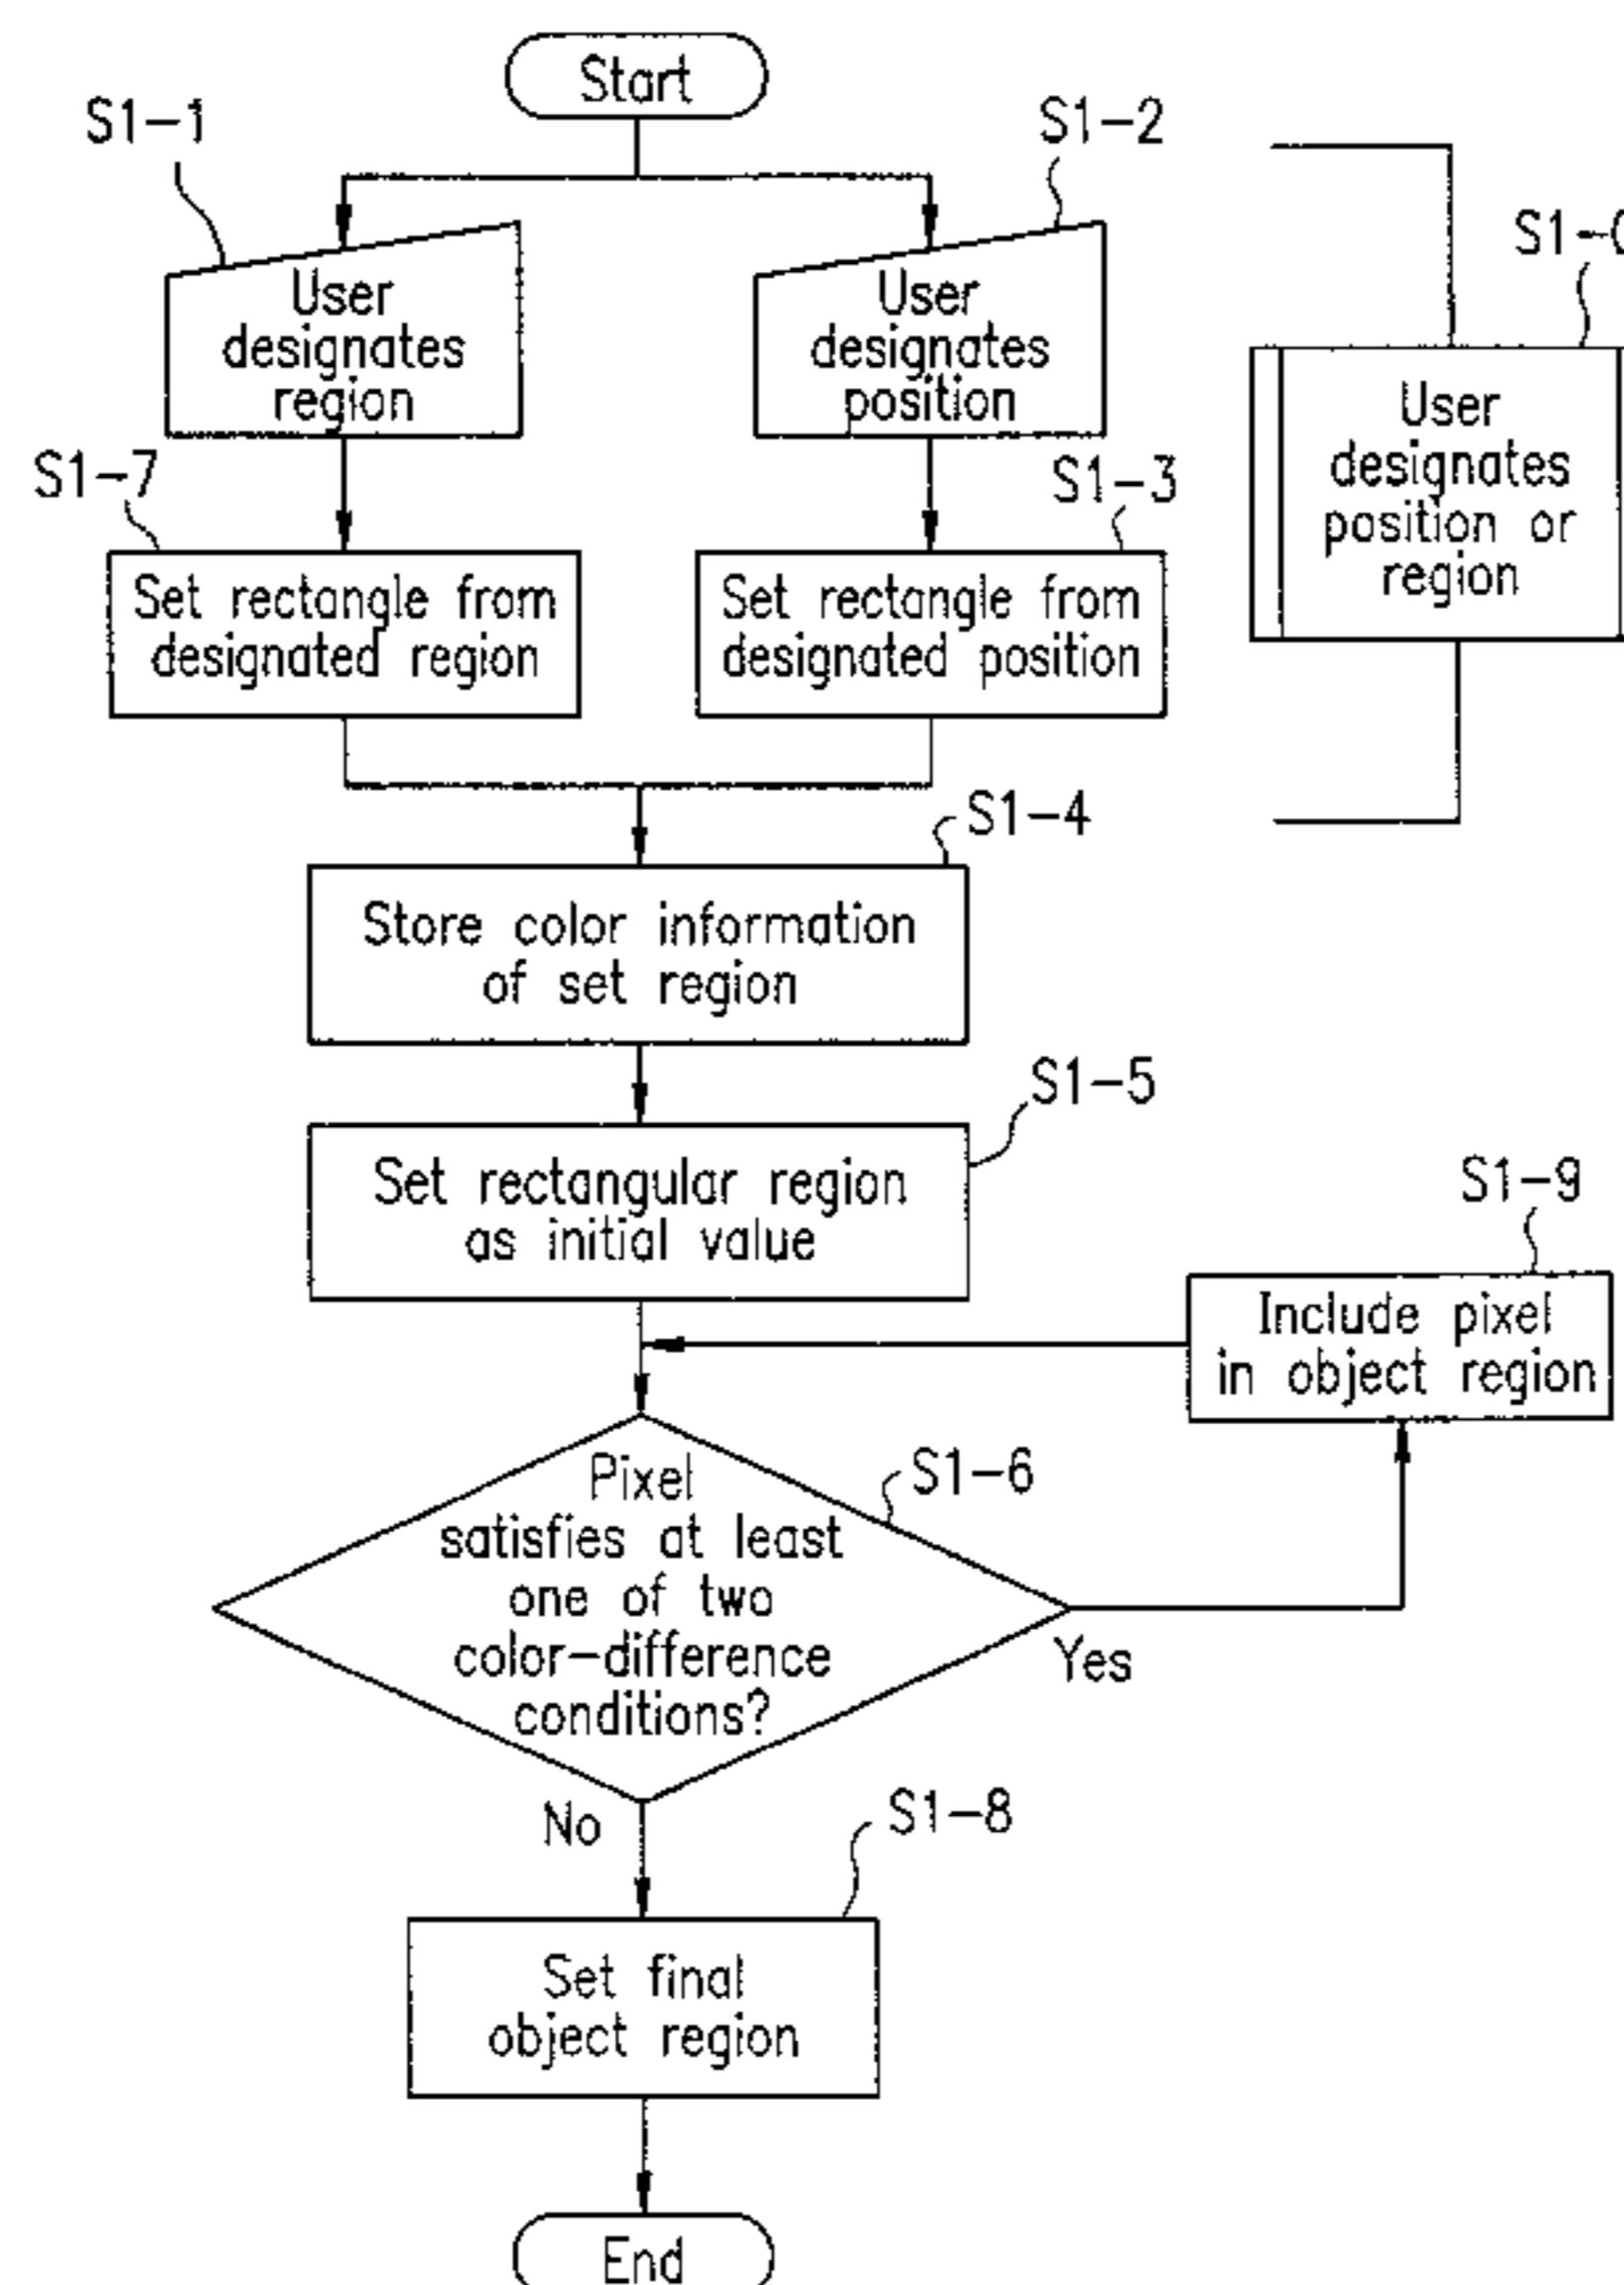 Start
S1-1
S1-2
S1-0
User
designates
region
User
designates
position
User
designates
position or
region
S1-7
S1-3
Set rectangle from
designated region
Set rectangle from
designated position
S1-4
Store color information
of set region
S1-5
Set rectangular region
as initial value
S1-9
Include pixel
in object region
S1-6
Pixel
satisfies at least
one of two
color-difference
conditions?
Yes
No
S1-8
Set final
object region
End